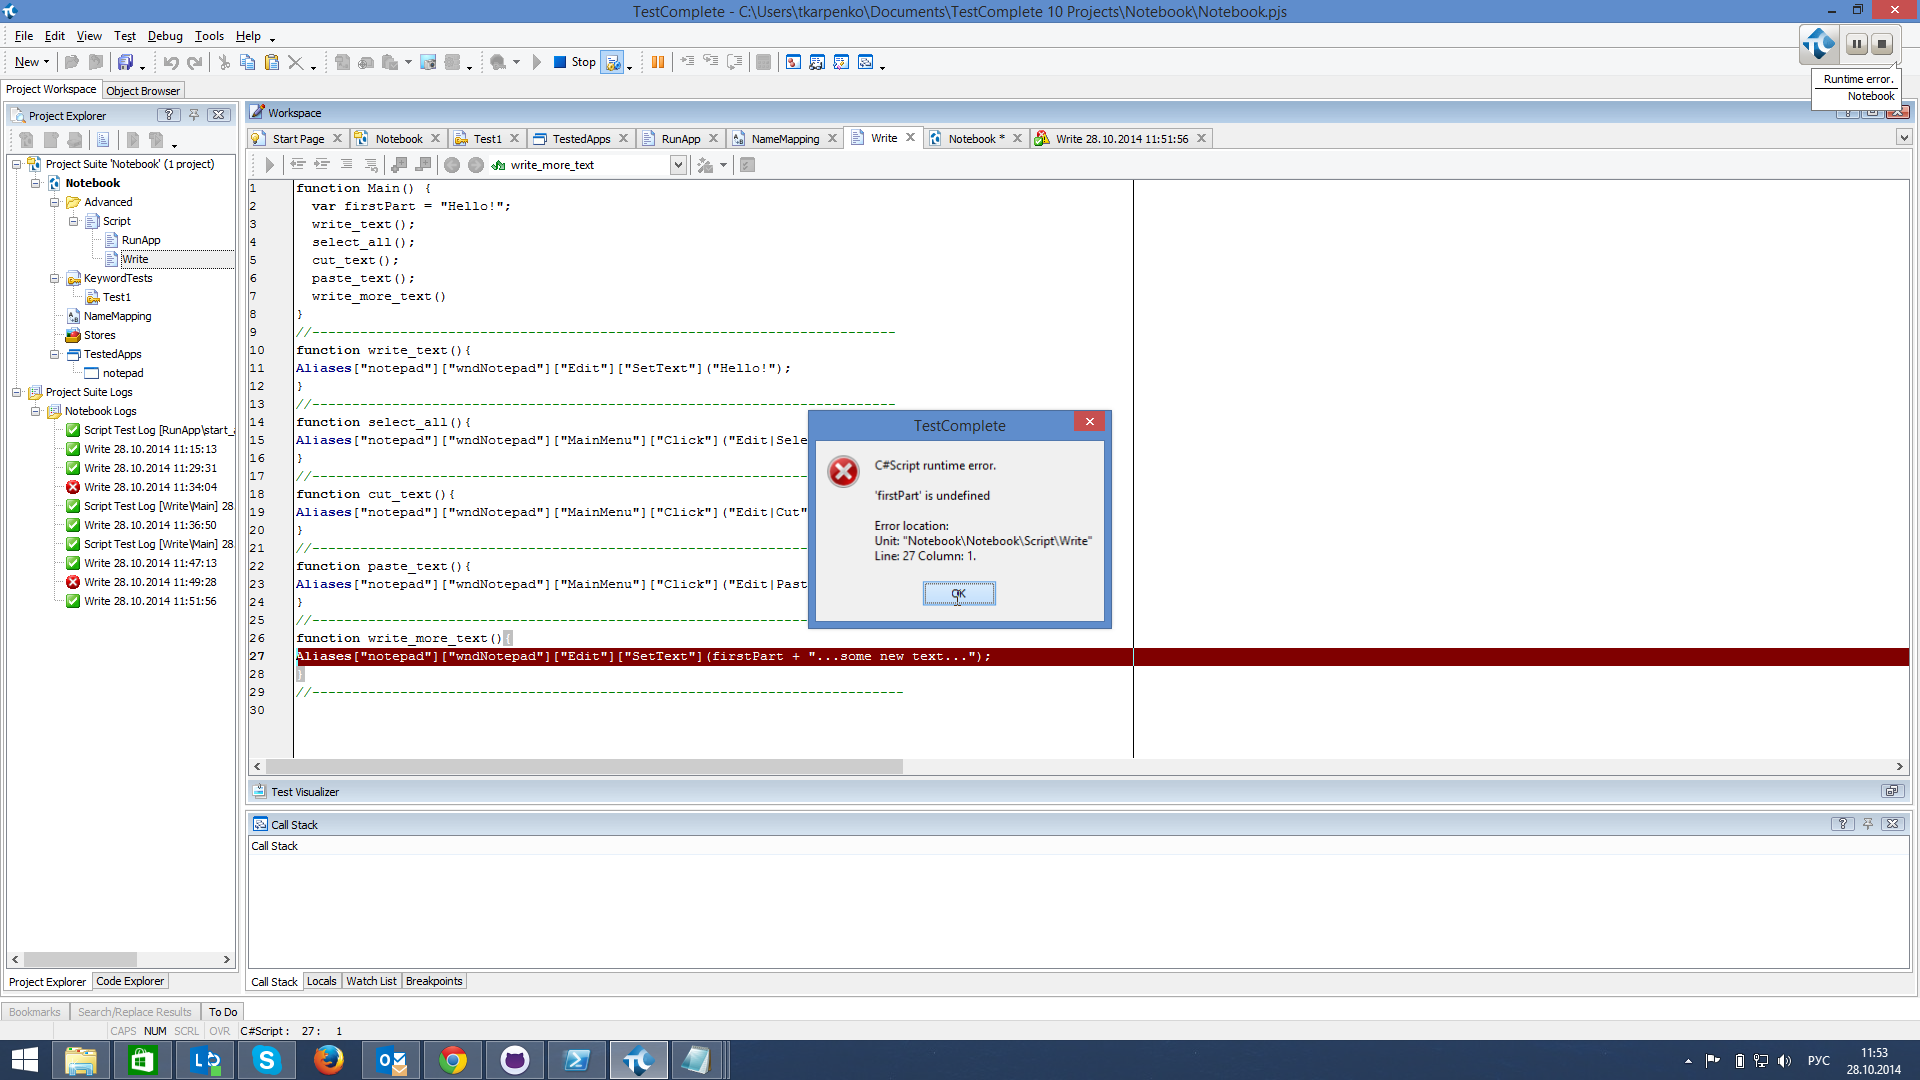 TestComplete - C:\Users\tkarpenko\Documents\TestComplete 10 Projects\Notebook\Notebook.pjs
File Edit View Test Debug Tools Help
New Stop
Runtime error.
Notebook
Project Workspace Object Browser
Project Explorer
Project Suite 'Notebook' (1 project)
Notebook
Advanced
Script
RunApp
Write
KeywordTests
Test1
NameMapping
Stores
TestedApps
notepad
Project Suite Logs
Notebook Logs
Script Test Log [RunApp\start_
Write 28.10.2014 11:15:13
Write 28.10.2014 11:29:31
Write 28.10.2014 11:34:04
Script Test Log [Write\Main] 28
Write 28.10.2014 11:36:50
Script Test Log [Write\Main] 28
Write 28.10.2014 11:47:13
Write 28.10.2014 11:49:28
Write 28.10.2014 11:51:56
Project Explorer Code Explorer
Workspace
Start Page Notebook Test1 TestedApps RunApp NameMapping Write Notebook * Write 28.10.2014 11:51:56
write_more_text
1 function Main() {
2 var firstPart = "Hello!";
3 write_text();
4 select_all();
5 cut_text();
6 paste_text();
7 write_more_text()
8 }
9 //-------------------------------------------------------------------------
10 function write_text(){
11 Aliases["notepad"]["wndNotepad"]["Edit"]["SetText"]("Hello!");
12 }
13 //-------------------------------------------------------------------------
14 function select_all(){
15 Aliases["notepad"]["wndNotepad"]["MainMenu"]["Click"]("Edit|Sele
16 }
17 //--------------------------------------------------------------
18 function cut_text(){
19 Aliases["notepad"]["wndNotepad"]["MainMenu"]["Click"]("Edit|Cut"
20 }
21 //--------------------------------------------------------------
22 function paste_text(){
23 Aliases["notepad"]["wndNotepad"]["MainMenu"]["Click"]("Edit|Past
24 }
25 //--------------------------------------------------------------
26 function write_more_text(){
27 Aliases["notepad"]["wndNotepad"]["Edit"]["SetText"](firstPart + "...some new text...");
28 }
29 //--------------------------------------------------------------------------
30
TestComplete
C#Script runtime error.
'firstPart' is undefined
Error location:
Unit: "Notebook\Notebook\Script\Write"
Line: 27 Column: 1.
OK
Test Visualizer
Call Stack
Call Stack
Call Stack Locals Watch List Breakpoints
Bookmarks Search/Replace Results To Do
CAPS NUM SCRL OVR C#Script : 27 : 1
РУС
11:53
28.10.2014